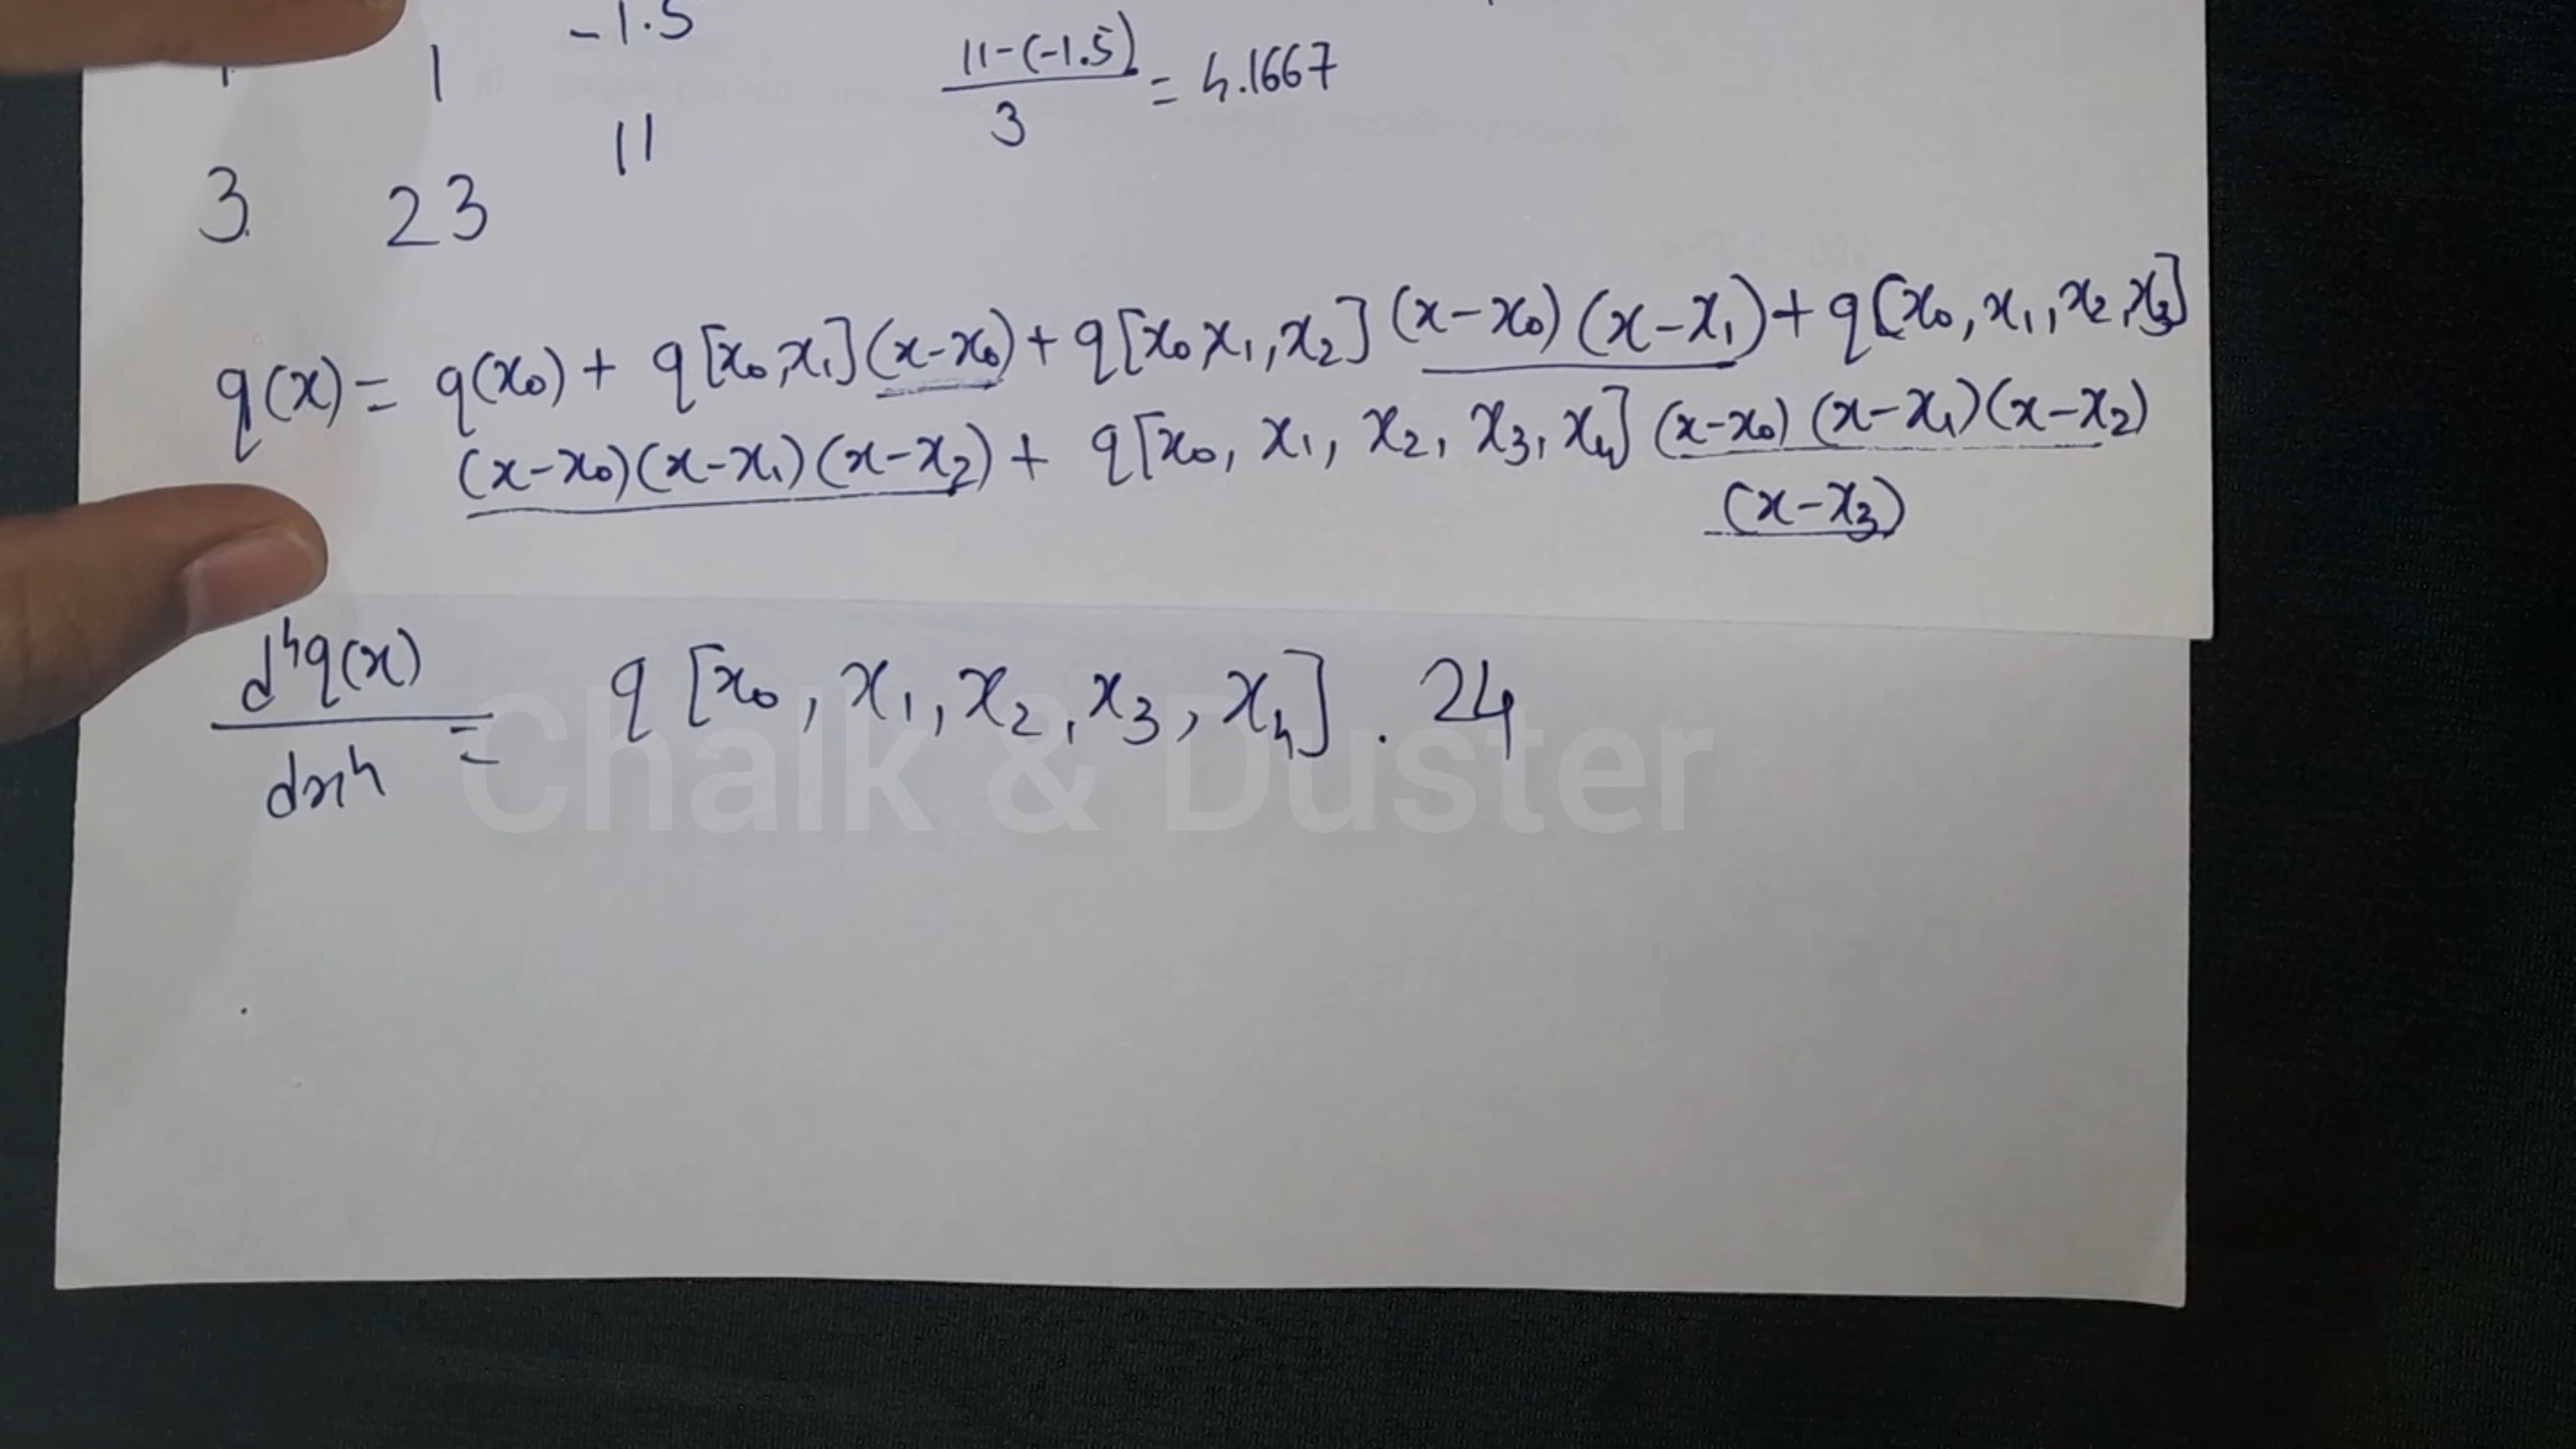 -1.5
1
11-(-1.5)/3 = 4.1667
11
3 23
q(x) = q(x₀) + q[x₀,x₁](x-x₀) + q[x₀x₁,x₂](x-x₀)(x-x₁) + q[x₀,x₁,x₂,x₃]
(x-x₀)(x-x₁)(x-x₂) + q[x₀, x₁, x₂, x₃, x₄](x-x₀)(x-x₁)(x-x₂)
(x-x₃)
d⁴q(x)/dx⁴ = q[x₀, x₁, x₂, x₃, x₄] . 24
Chalk & Duster